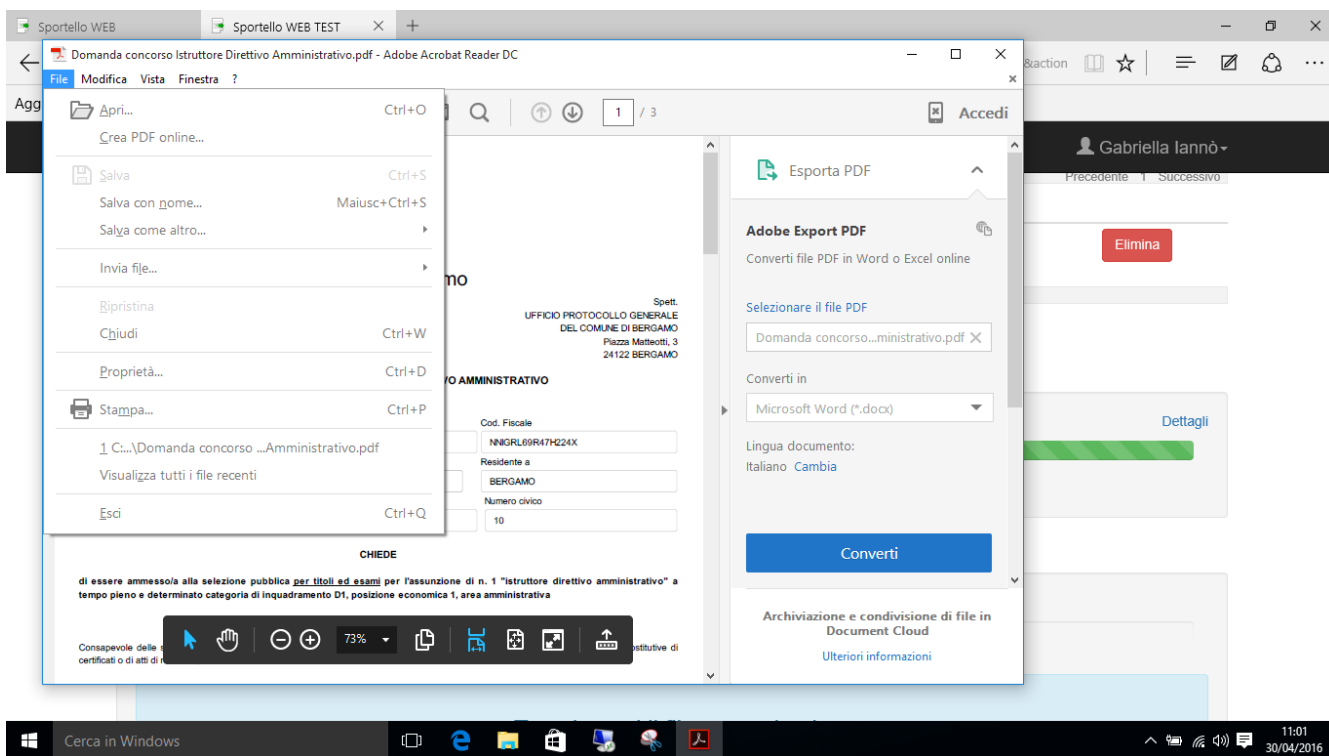 Sportello WEB
Sportello WEB TEST
Domanda concorso Istruttore Direttivo Amministrativo.pdf - Adobe Acrobat Reader DC
&action
File Modifica Vista Finestra ?
Agg
Apri... Ctrl+O
Crea PDF online...
Salva Ctrl+S
Salva con nome... Maiusc+Ctrl+S
Salva come altro...
Invia file...
Ripristina
Chiudi Ctrl+W
Proprietà... Ctrl+D
Stampa... Ctrl+P
1 C:...\Domanda concorso ...Amministrativo.pdf
Visualizza tutti i file recenti
Esci Ctrl+Q
1 / 3
Accedi
mo
Spett.
UFFICIO PROTOCOLLO GENERALE
DEL COMUNE DI BERGAMO
Piazza Matteotti, 3
24122 BERGAMO
O AMMINISTRATIVO
Cod. Fiscale
NNIGRL69R47H224X
Residente a
BERGAMO
Numero civico
10
CHIEDE
di essere ammesso/a alla selezione pubblica per titoli ed esami per l'assunzione di n. 1 "istruttore direttivo amministrativo" a
tempo pieno e determinato categoria di inquadramento D1, posizione economica 1, area amministrativa
Consapevole delle
ostitutive di
certificati o di atti di
73%
Esporta PDF
Adobe Export PDF
Converti file PDF in Word o Excel online
Selezionare il file PDF
Domanda concorso...ministrativo.pdf
Converti in
Microsoft Word (*.docx)
Lingua documento:
Italiano Cambia
Converti
Archiviazione e condivisione di file in
Document Cloud
Ulteriori informazioni
Gabriella Iannò
Precedente 1 Successivo
Elimina
Dettagli
Cerca in Windows
11:01
30/04/2016